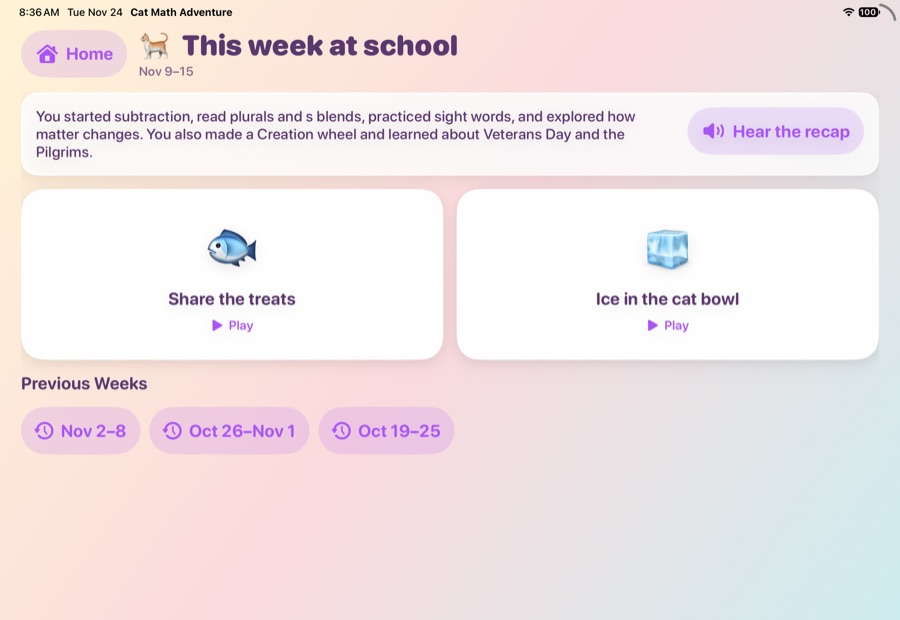 8:36 AM Tue Nov 24 Cat Math Adventure
100
Home
This week at school
Nov 9–15
You started subtraction, read plurals and s blends, practiced sight words, and explored how
matter changes. You also made a Creation wheel and learned about Veterans Day and the
Pilgrims.
Hear the recap
Share the treats
Play
Ice in the cat bowl
Play
Previous Weeks
Nov 2–8
Oct 26–Nov 1
Oct 19–25